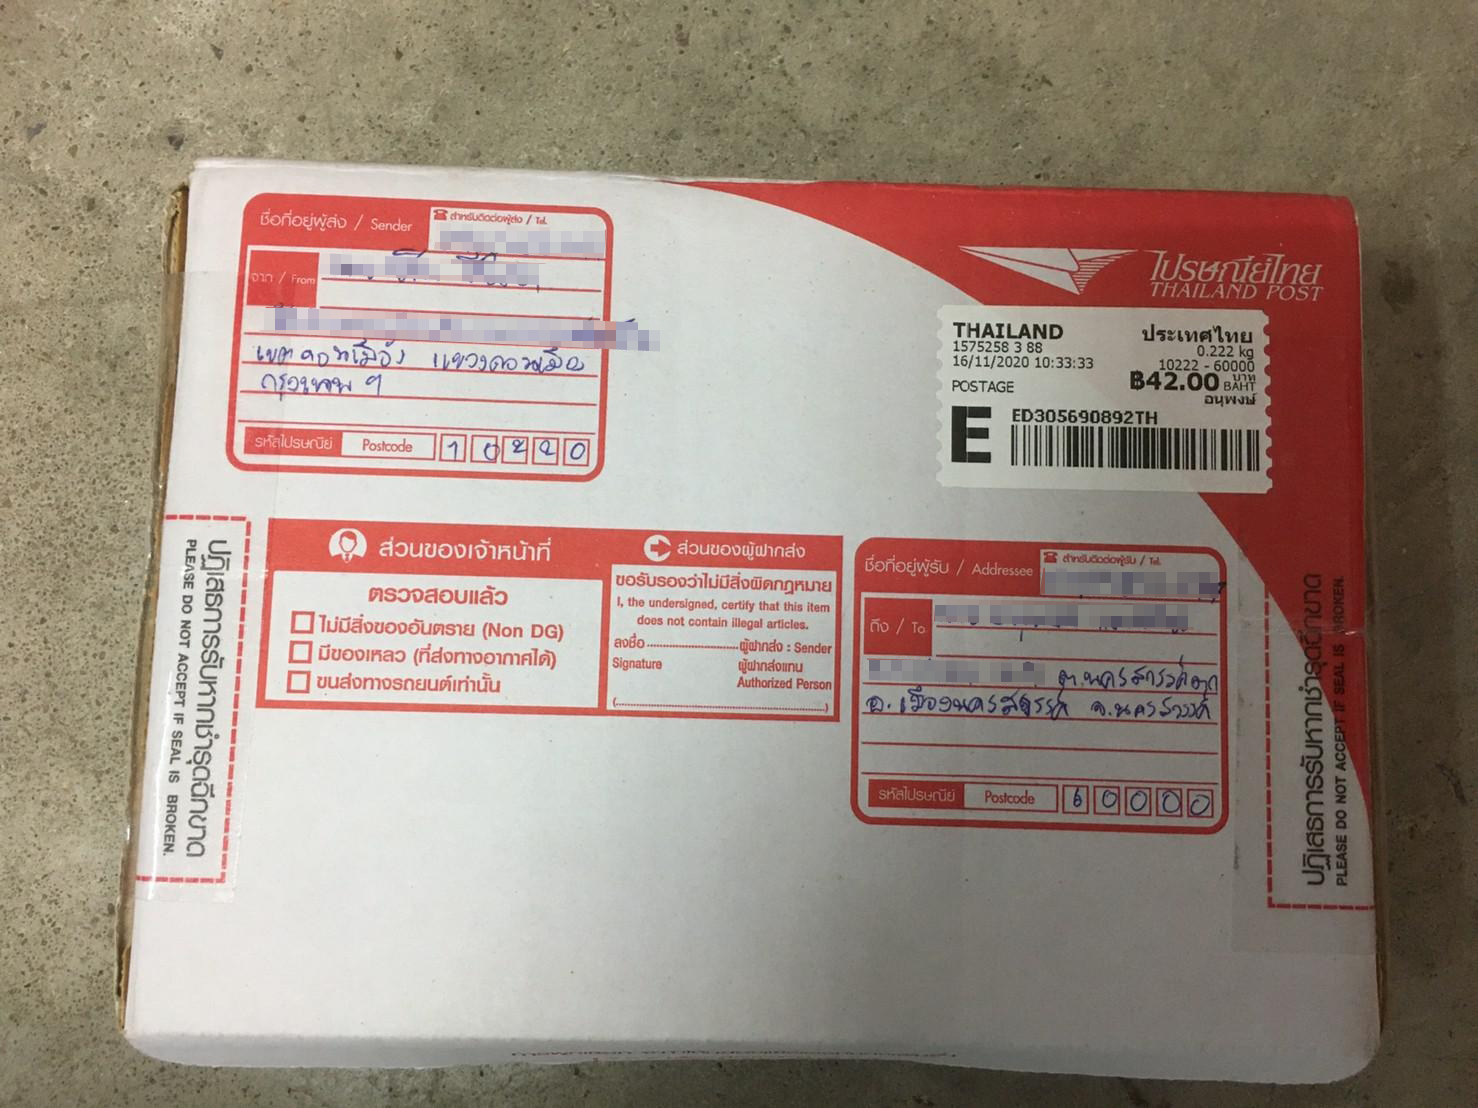 ชื่อที่อยู่ผู้ส่ง / Sender
สำหรับติดต่อผู้ส่ง / Tel.
จาก / From
เขตดอนเมือง แขวงดอนเมือง
กรุงเทพฯ
รหัสไปรษณีย์ Postcode 10220
ไปรษณีย์ไทย
THAILAND POST
THAILAND ประเทศไทย
1575258 3 88 0.222 kg
16/11/2020 10:33:33 10222 - 60000
POSTAGE ฿42.00 บาท BAHT
อนุพงษ์
E ED305690892TH
ปฏิเสธการรับหากชำรุดฉีกขาด
PLEASE DO NOT ACCEPT IF SEAL IS BROKEN.
ส่วนของเจ้าหน้าที่
ตรวจสอบแล้ว
ไม่มีสิ่งของอันตราย (Non DG)
มีของเหลว (ที่ส่งทางอากาศได้)
ขนส่งทางรถยนต์เท่านั้น
ส่วนของผู้ฝากส่ง
ขอรับรองว่าไม่มีสิ่งผิดกฎหมาย
I, the undersigned, certify that this item
does not contain illegal articles.
ลงชื่อ ........................ ผู้ฝากส่ง : Sender
Signature ผู้ฝากส่งแทน
Authorized Person
(............................................................)
ชื่อที่อยู่ผู้รับ / Addressee
สำหรับติดต่อผู้รับ / Tel.
ถึง / To
ต.นครสวรรค์ตก
อ.เมืองนครสวรรค์ จ.นครสวรรค์
รหัสไปรษณีย์ Postcode 60000
ปฏิเสธการรับหากชำรุดฉีกขาด
PLEASE DO NOT ACCEPT IF SEAL IS BROKEN.